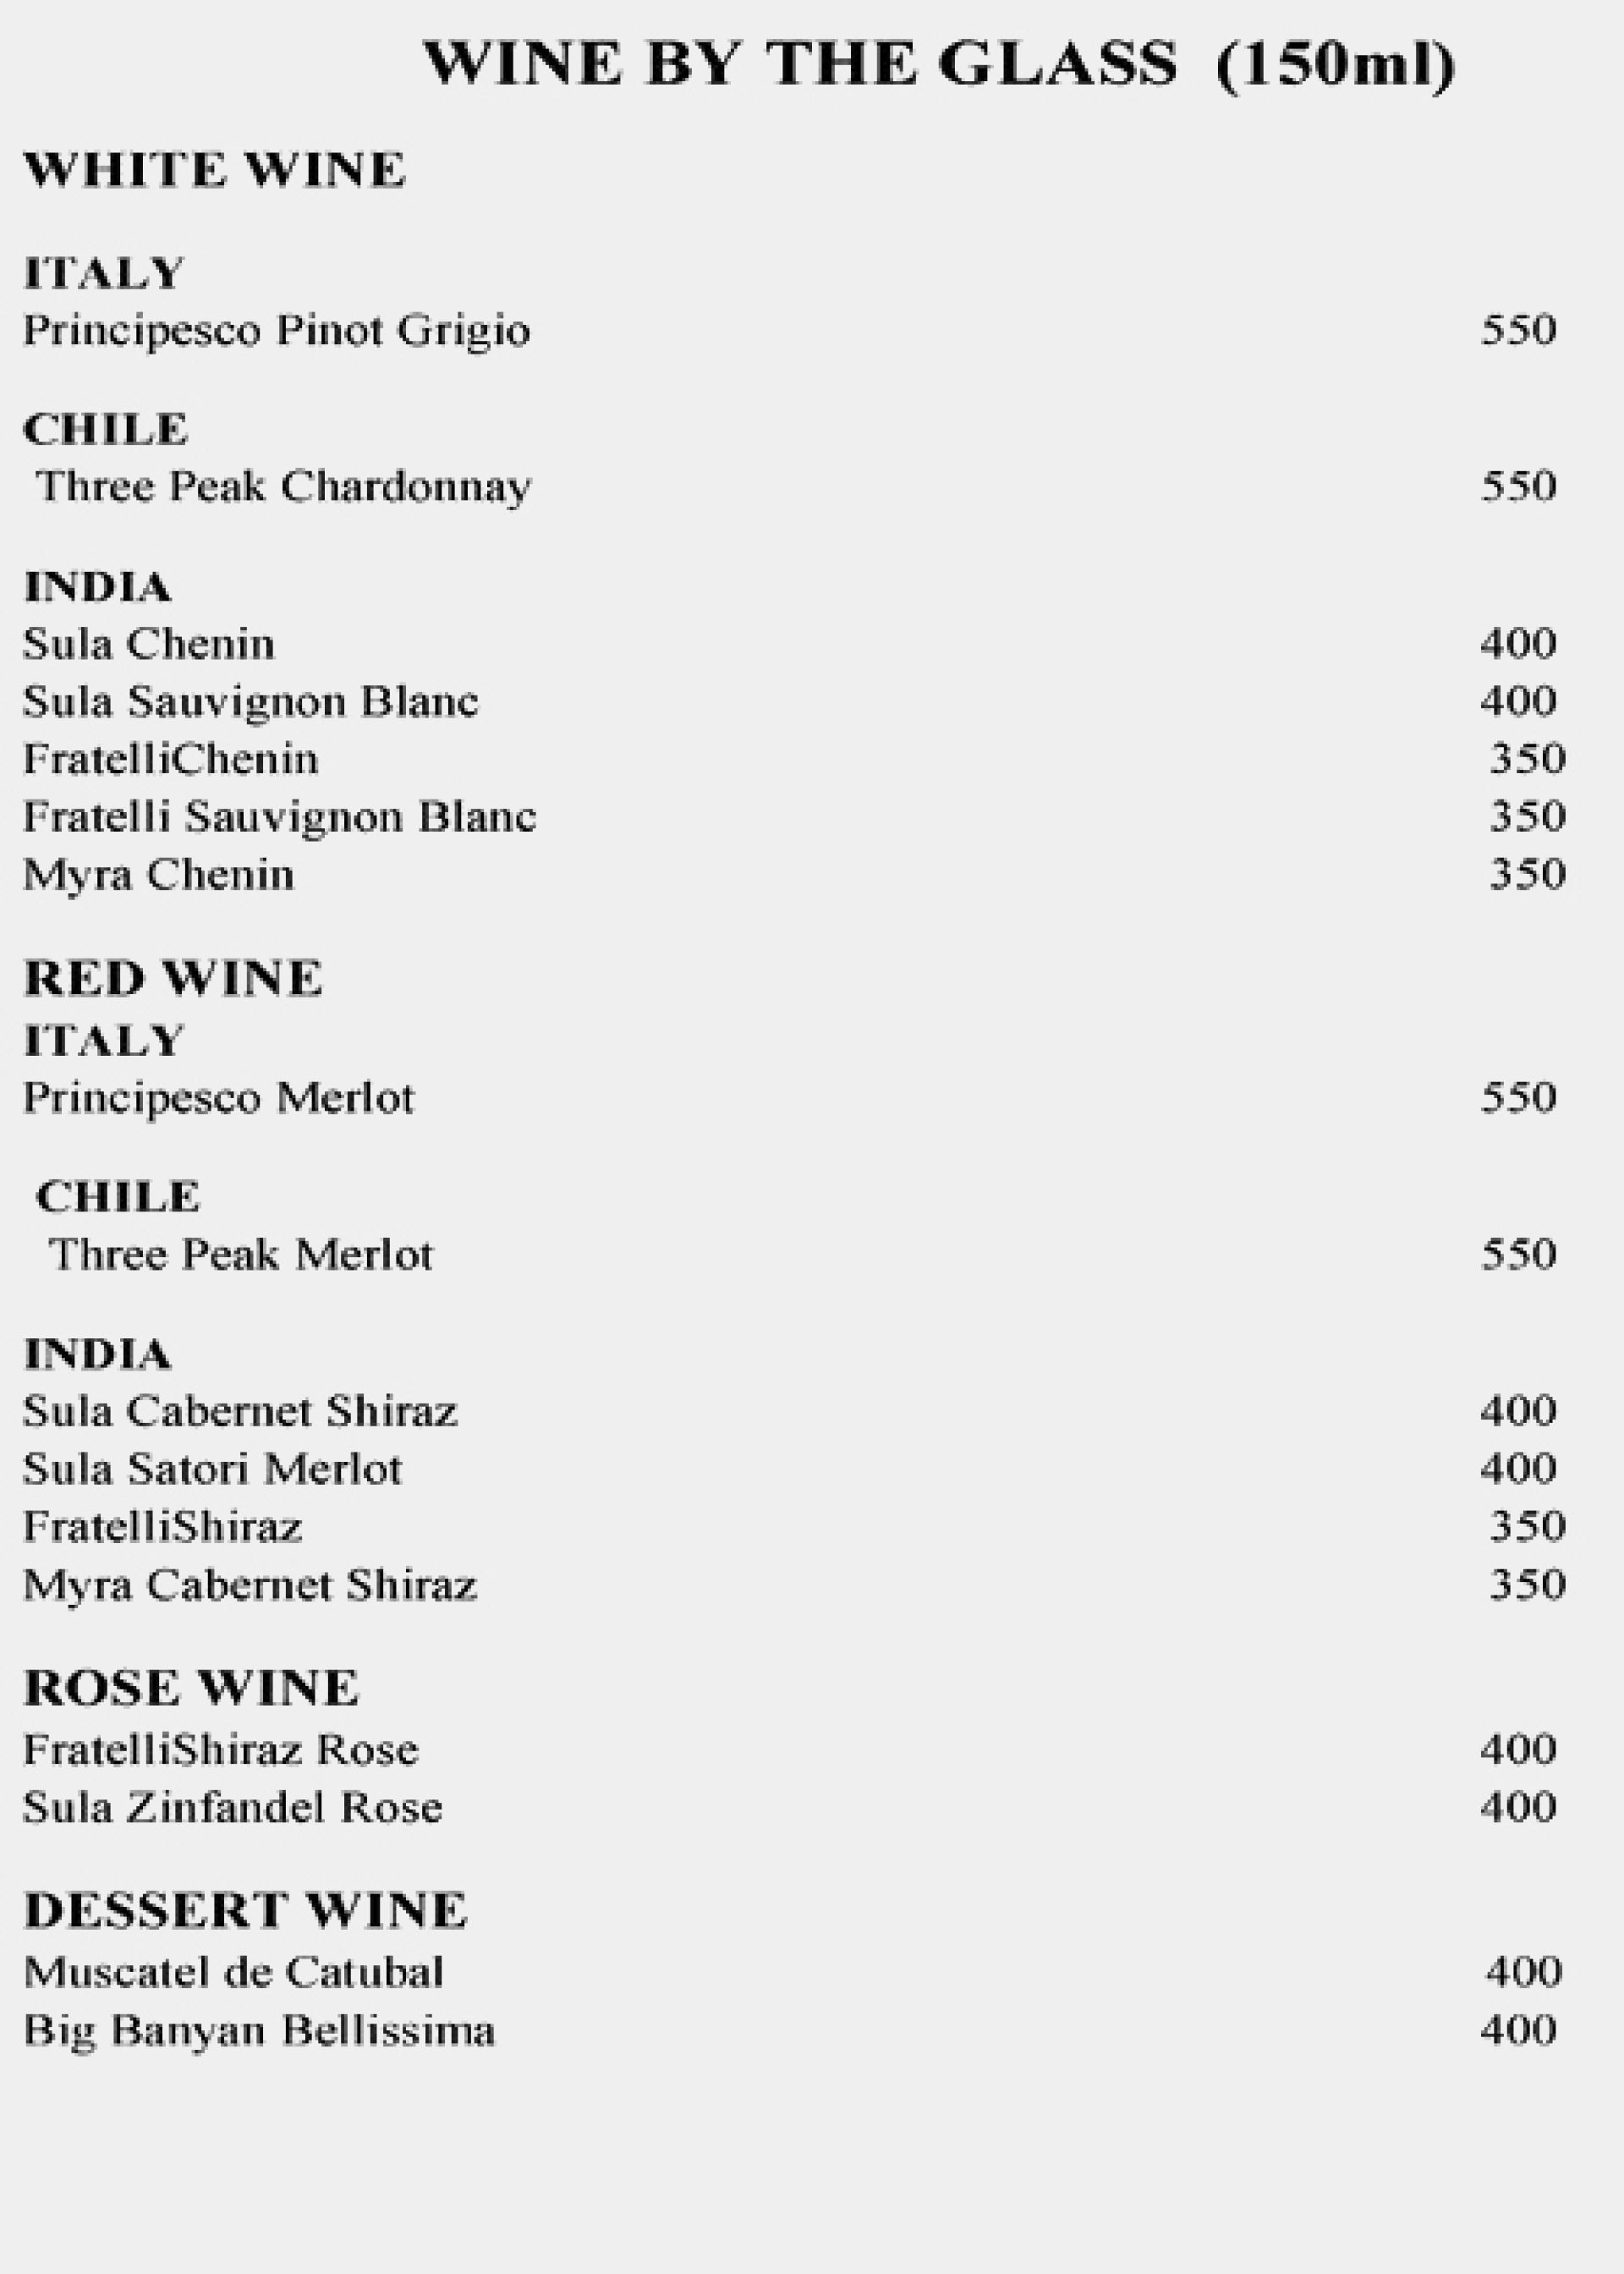 WINE BY THE GLASS (150ml)
WHITE WINE
ITALY
Principesco Pinot Grigio 550
CHILE
Three Peak Chardonnay 550
INDIA
Sula Chenin 400
Sula Sauvignon Blanc 400
FratelliChenin 350
Fratelli Sauvignon Blanc 350
Myra Chenin 350
RED WINE
ITALY
Principesco Merlot 550
CHILE
Three Peak Merlot 550
INDIA
Sula Cabernet Shiraz 400
Sula Satori Merlot 400
FratelliShiraz 350
Myra Cabernet Shiraz 350
ROSE WINE
FratelliShiraz Rose 400
Sula Zinfandel Rose 400
DESSERT WINE
Muscatel de Catubal 400
Big Banyan Bellissima 400